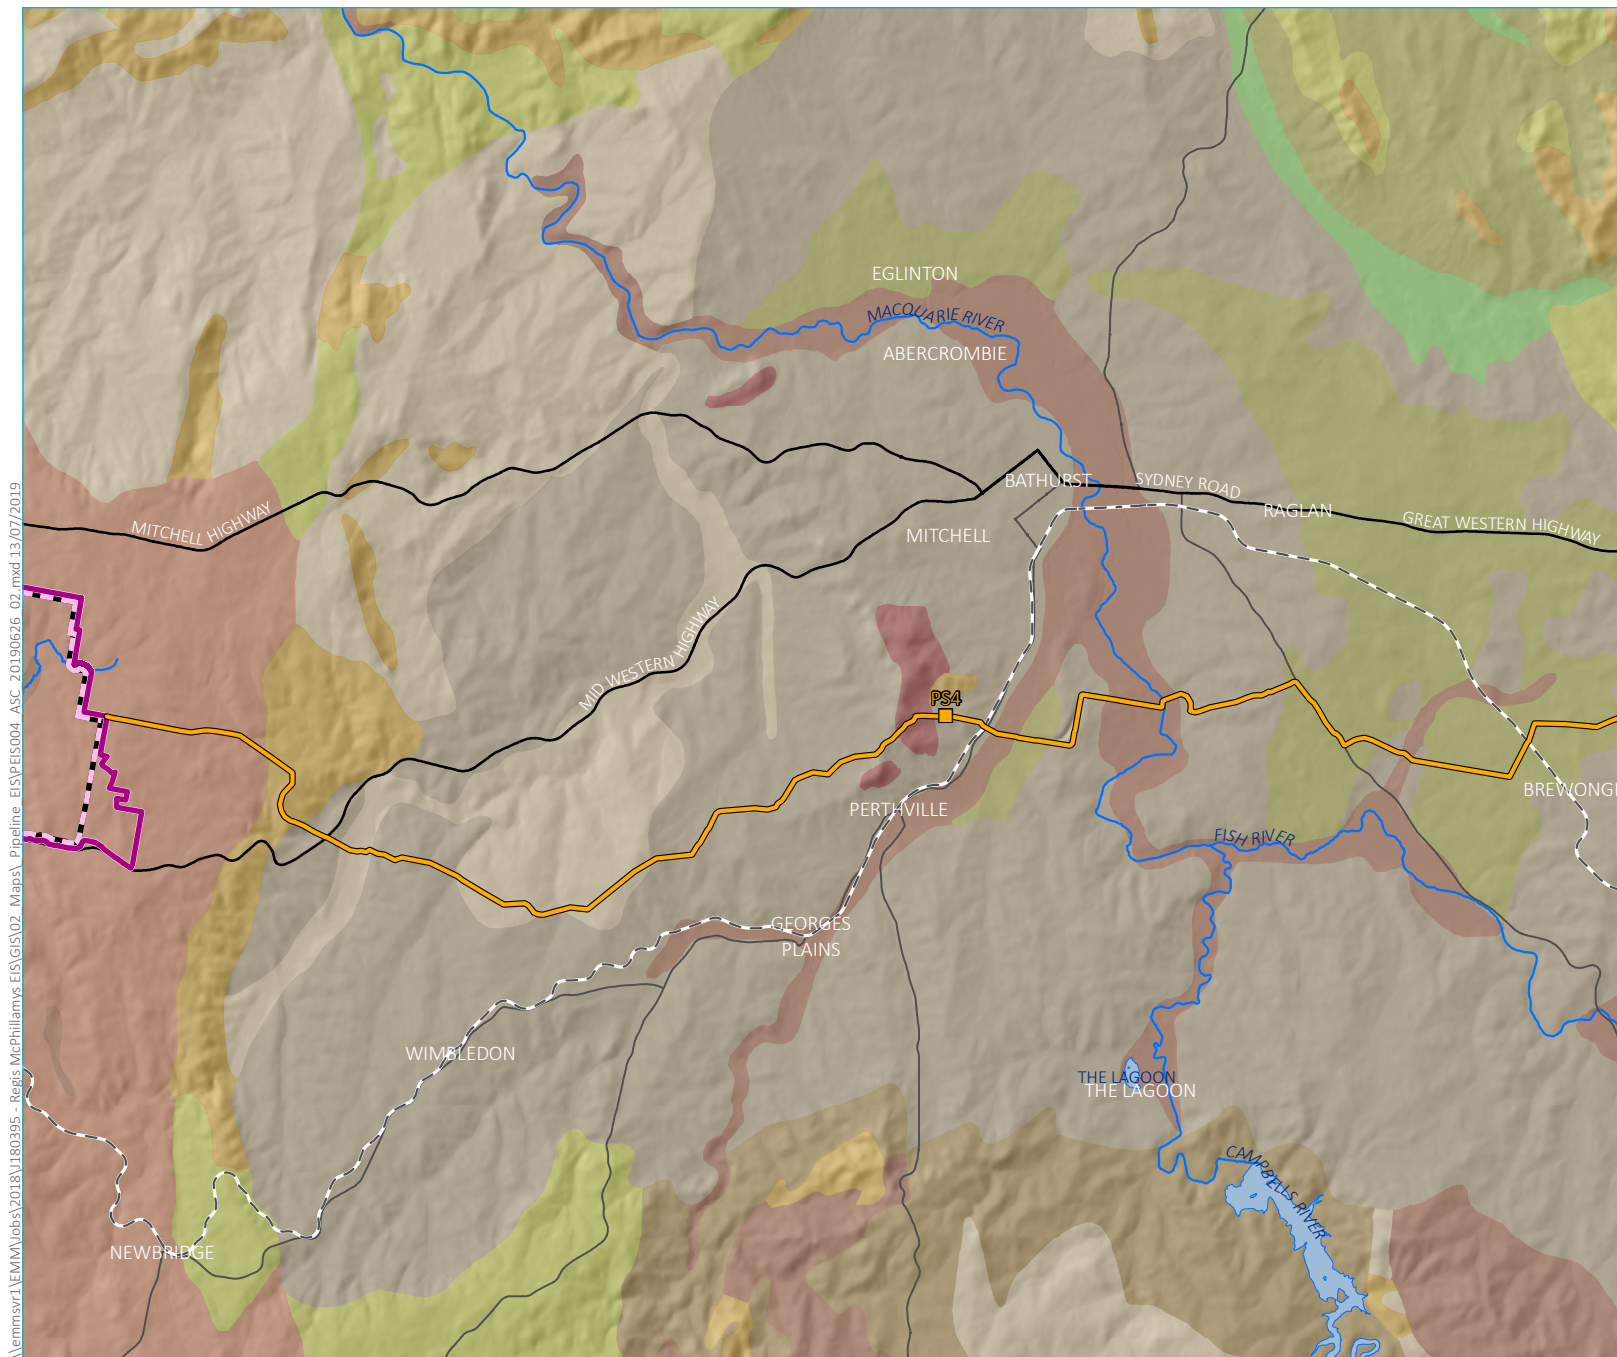 EGLINTON
MACQUARIE RIVER
ABERCROMBIE
BATHURST
SYDNEY ROAD
RAGLAN
GREAT WESTERN HIGHWAY
MITCHELL HIGHWAY
MITCHELL
MID WESTERN HIGHWAY
PS4
PERTHVILLE
BREWONG
FISH RIVER
GEORGES
PLAINS
WIMBLEDON
THE LAGOON
THE LAGOON
CAMPBELLS RIVER
NEWBRIDGE
\\emmsvr1\EMM\Jobs\2018\J180395 - Regis McPhillamys EIS\GIS\02_Maps\_Pipeline_EIS\PEIS004_ASC_20190626_02.mxd 13/07/2019